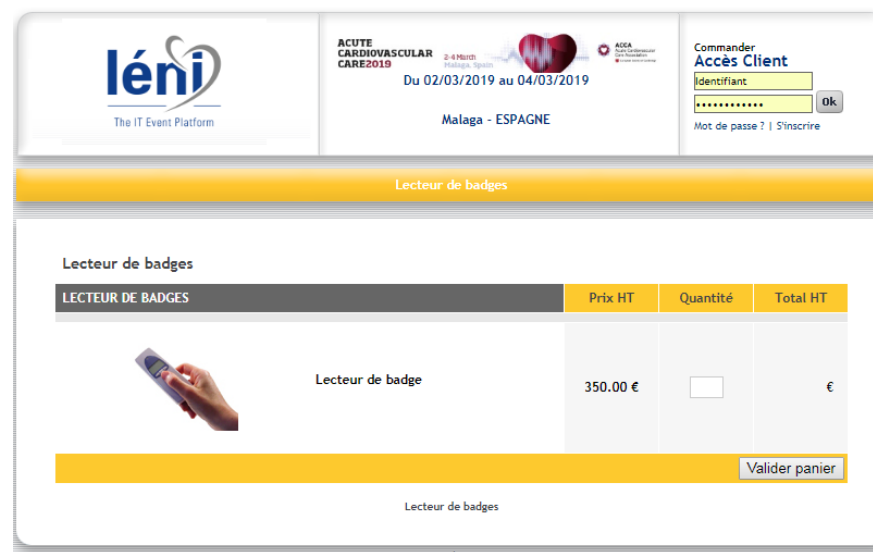 léni
The IT Event Platform
ACUTE
CARDIOVASCULAR
CARE2019
2-4 March
Malaga, Spain
ACCA
Du 02/03/2019 au 04/03/2019
Malaga - ESPAGNE
Commander
Accès Client
Identifiant
••••••••••••
Ok
Mot de passe ? | S'inscrire
Lecteur de badges
Lecteur de badges
LECTEUR DE BADGES Prix HT Quantité Total HT
Lecteur de badge 350.00 € €
Valider panier
Lecteur de badges